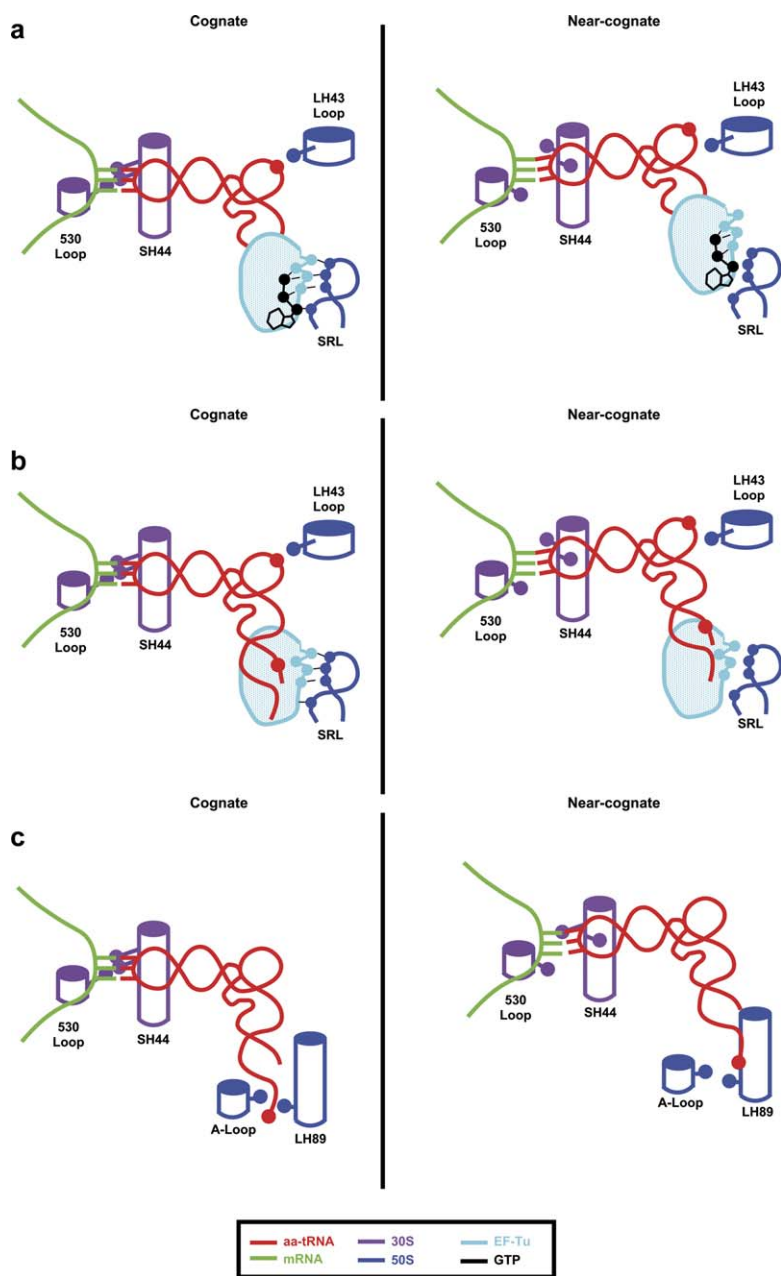 a
Cognate
Near-cognate
LH43
Loop
LH43
Loop
530
Loop
SH44
SRL
530
Loop
SH44
SRL
b
Cognate
Near-cognate
LH43
Loop
LH43
Loop
530
Loop
SH44
SRL
530
Loop
SH44
SRL
c
Cognate
Near-cognate
530
Loop
SH44
A-Loop
LH89
530
Loop
SH44
A-Loop
LH89
aa-tRNA 30S EF-Tu
mRNA 50S GTP